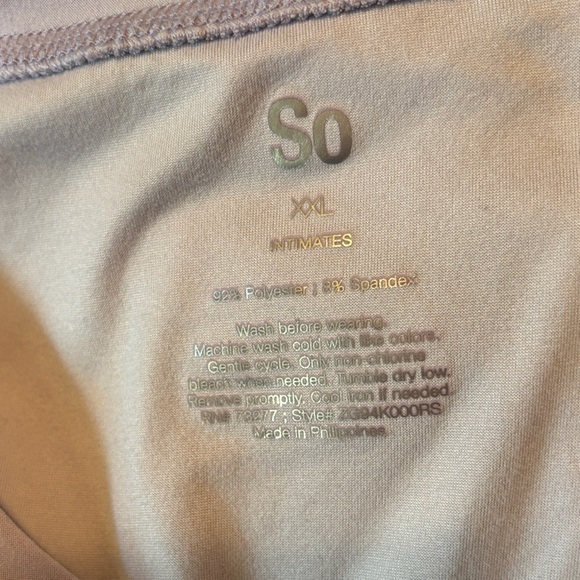 So
XXL
INTIMATES
92% Polyester | 8% Spandex
Wash before wearing.
Machine wash cold with like colors.
Gentle cycle. Only non-chlorine
bleach when needed. Tumble dry low.
Remove promptly. Cool iron if needed.
RN# 73277 ; Style# ZG94K000RS
Made in Philippines